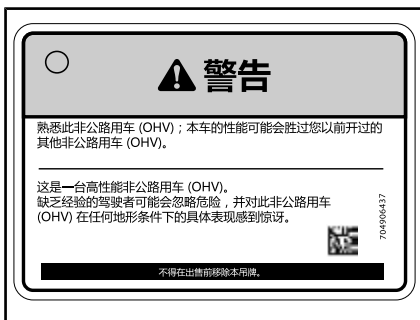 警告
熟悉此非公路用车 (OHV)；本车的性能可能会胜过您以前开过的
其他非公路用车 (OHV)。
这是一台高性能非公路用车 (OHV)。
缺乏经验的驾驶者可能会忽略危险，并对此非公路用车
(OHV) 在任何地形条件下的具体表现感到惊讶。
704906437
不得在出售前移除本吊牌。